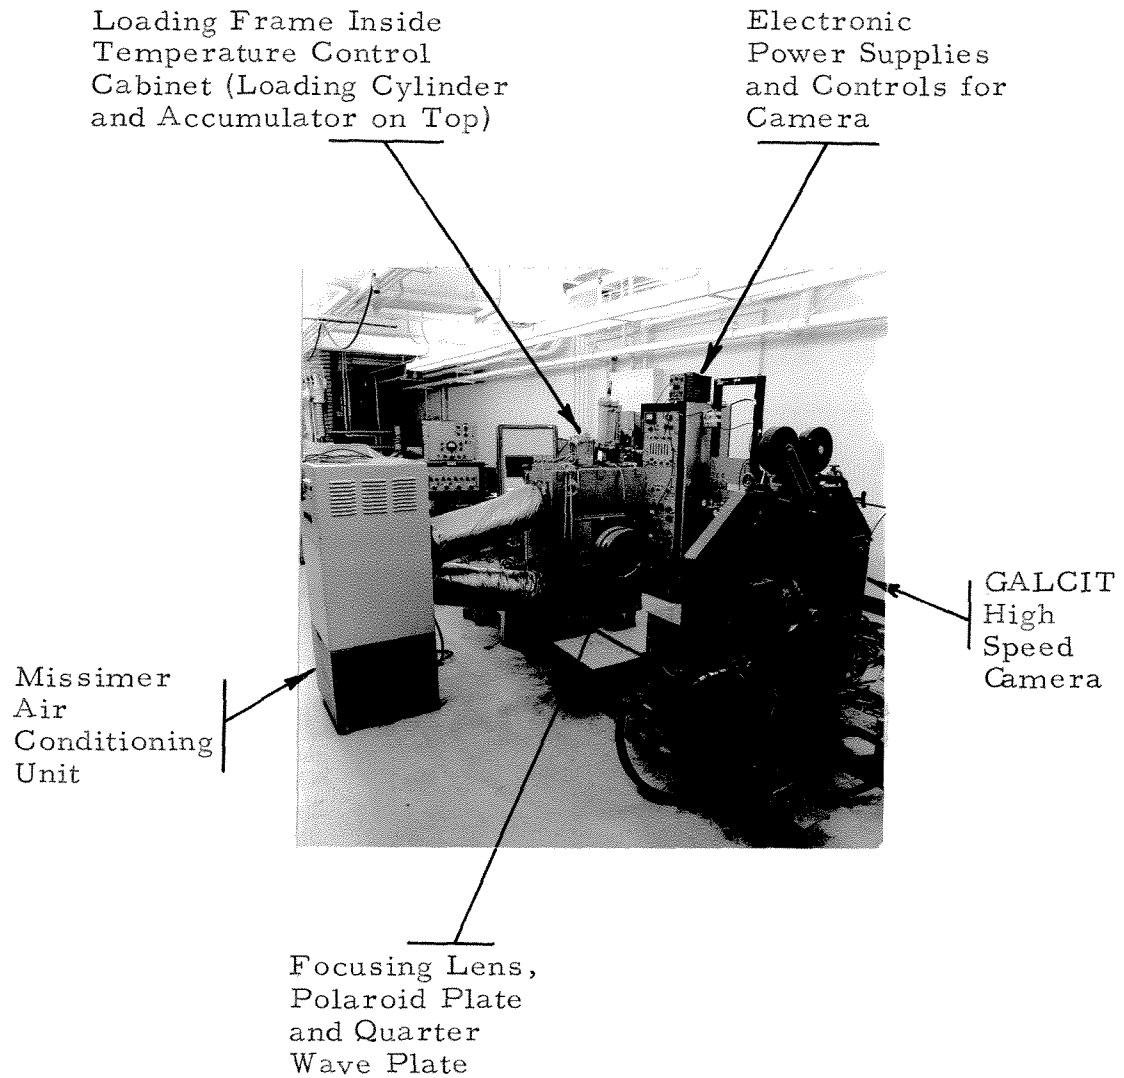 Loading Frame Inside
Temperature Control
Cabinet (Loading Cylinder
and Accumulator on Top)
Electronic
Power Supplies
and Controls for
Camera
GALCIT
High
Speed
Camera
Missimer
Air
Conditioning
Unit
Focusing Lens,
Polaroid Plate
and Quarter
Wave Plate